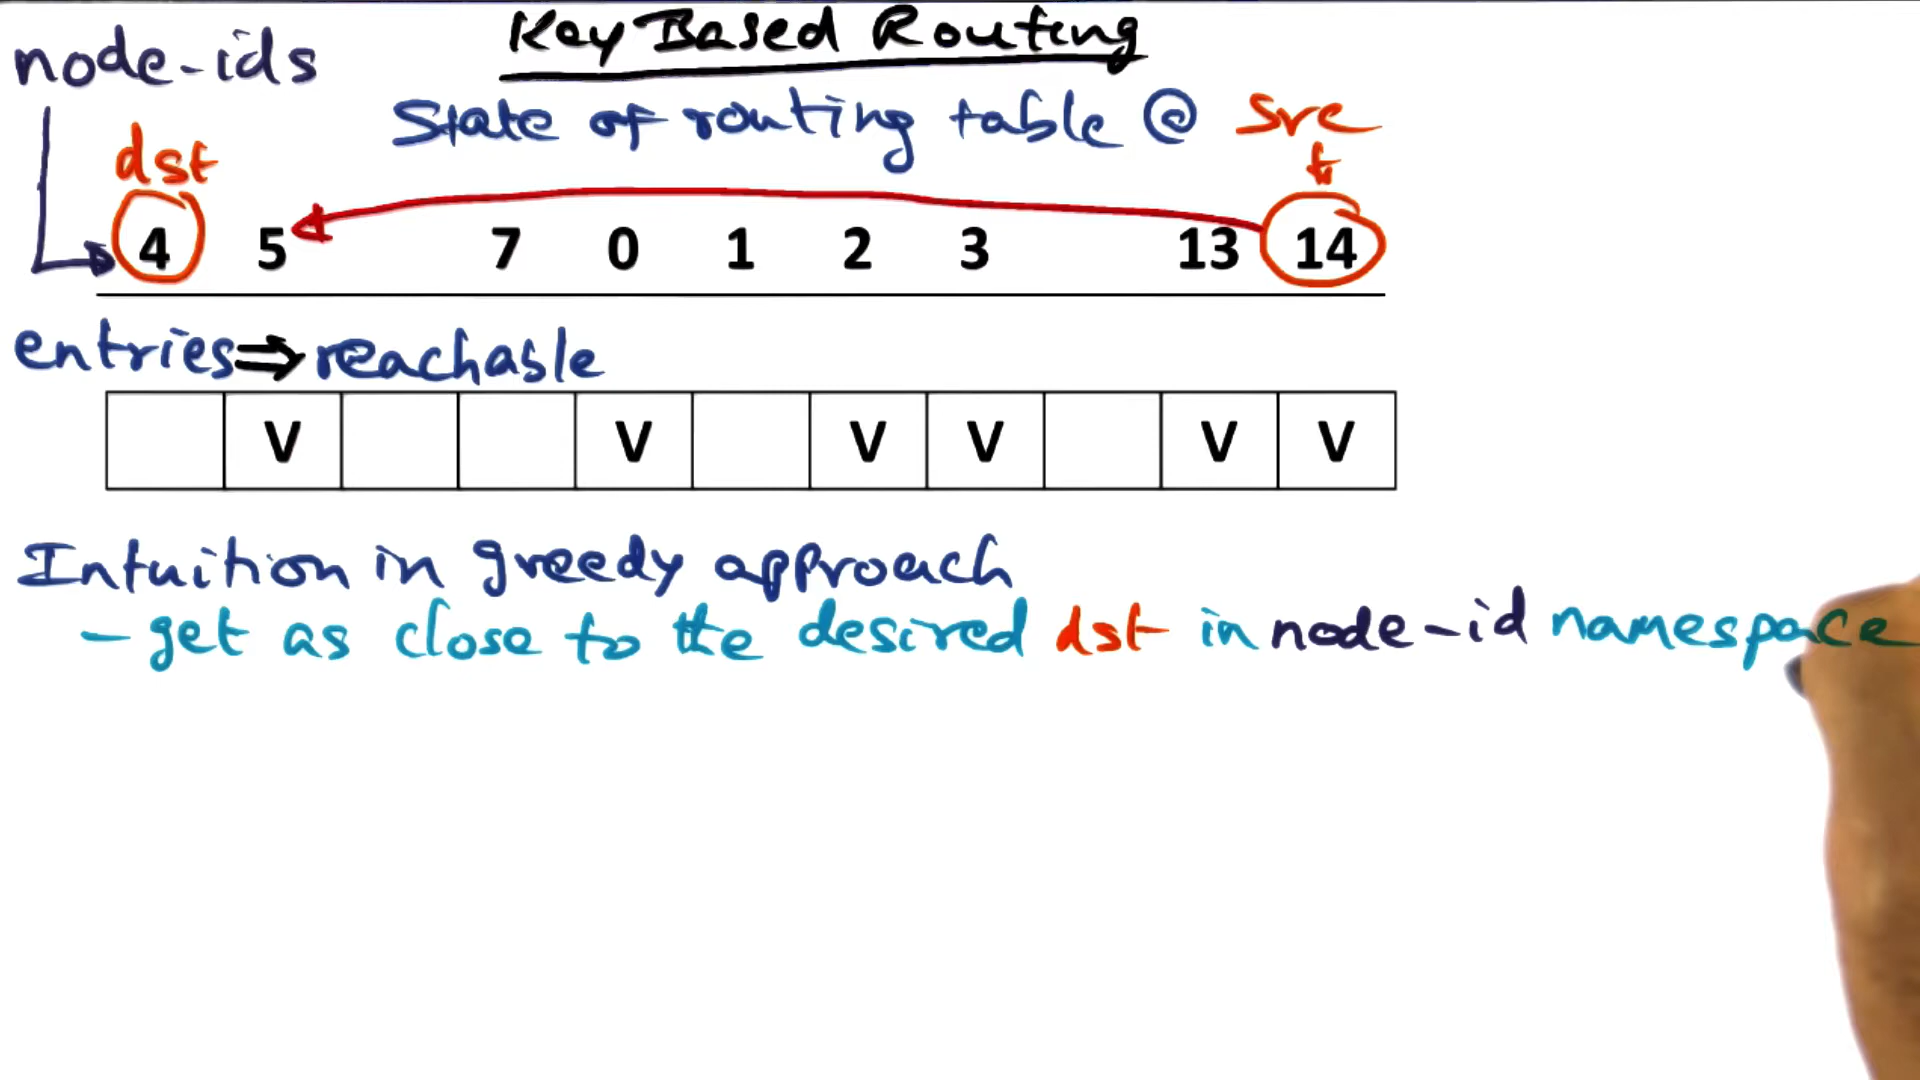 Key Based Routing
node-ids
State of routing table @ src
dst
4 5 7 0 1 2 3 13 14
entries ⇒ reachable
V V V V V V
Intuition in greedy approach
- get as close to the desired dst in node-id namespace